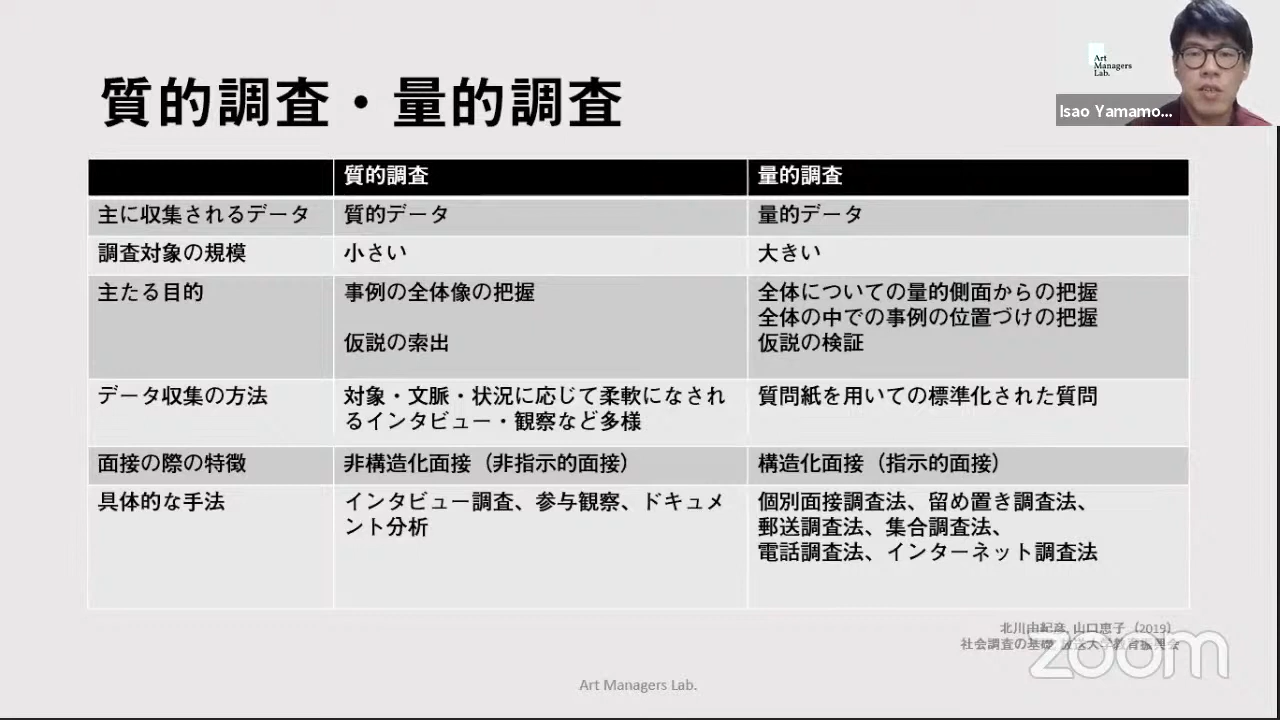 Art
Managers
Lab.
Isao Yamamo...
質的調査・量的調査
質的調査 量的調査
主に収集されるデータ 質的データ 量的データ
調査対象の規模 小さい 大きい
主たる目的 事例の全体像の把握 全体についての量的側面からの把握
全体の中での事例の位置づけの把握
仮説の索出 仮説の検証
データ収集の方法 対象・文脈・状況に応じて柔軟になされ 質問紙を用いての標準化された質問
るインタビュー・観察など多様
面接の際の特徴 非構造化面接（非指示的面接） 構造化面接（指示的面接）
具体的な手法 インタビュー調査、参与観察、ドキュメ 個別面接調査法、留め置き調査法、
ント分析 郵送調査法、集合調査法、
電話調査法、インターネット調査法
北川由紀彦, 山口恵子（2019）
社会調査の基礎 放送大学教育振興会
zoom
Art Managers Lab.